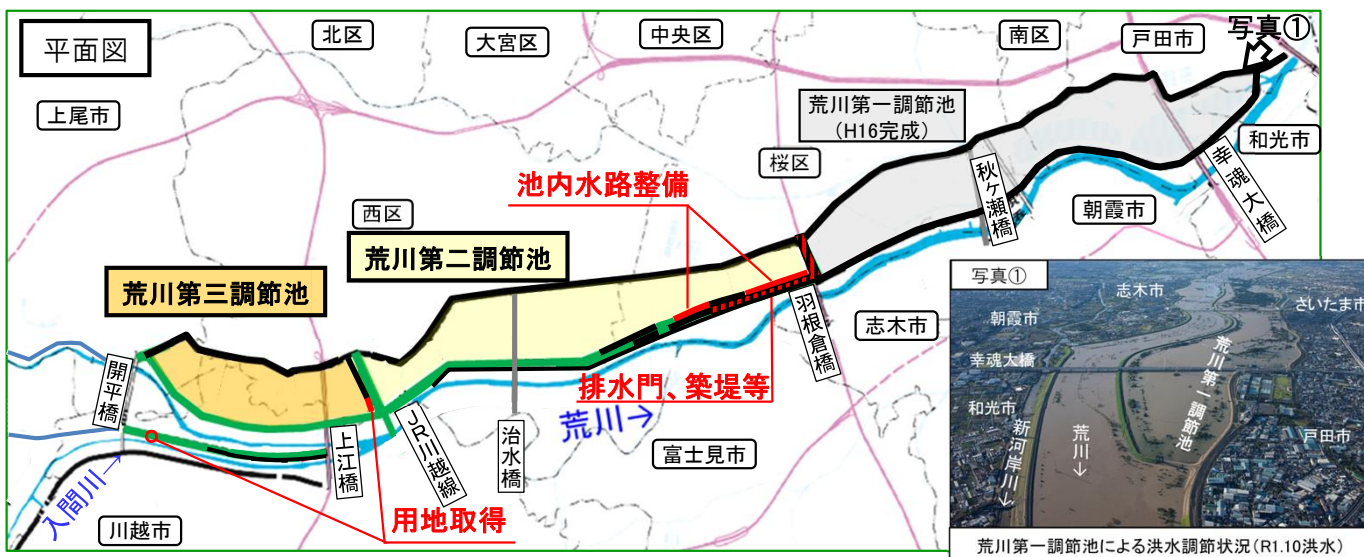 平面図
北区
大宮区
中央区
南区
戸田市
写真①
上尾市
荒川第一調節池
(H16完成)
和光市
桜区
秋ケ瀬橋
幸魂大橋
朝霞市
池内水路整備
西区
荒川第二調節池
荒川第三調節池
羽根倉橋
志木市
排水門、築堤等
開平橋
上江橋
JR川越線
治水橋
荒川→
富士見市
入間川→
川越市
用地取得
写真①
志木市
さいたま市
朝霞市
幸魂大橋
荒川第一調節池
和光市
新河岸川→
荒川→
戸田市
荒川第一調節池による洪水調節状況(R1.10洪水)